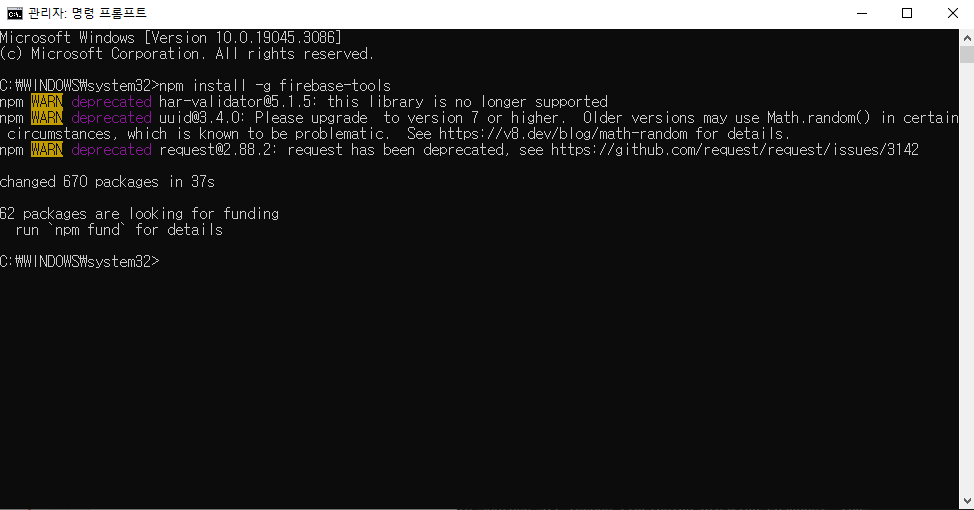 관리자: 명령 프롬프트
Microsoft Windows [Version 10.0.19045.3086]
(c) Microsoft Corporation. All rights reserved.
C:₩WINDOWS₩system32>npm install -g firebase-tools
npm WARN deprecated har-validator@5.1.5: this library is no longer supported
npm WARN deprecated uuid@3.4.0: Please upgrade  to version 7 or higher.  Older versions may use Math.random() in certain
 circumstances, which is known to be problematic.  See https://v8.dev/blog/math-random for details.
npm WARN deprecated request@2.88.2: request has been deprecated, see https://github.com/request/request/issues/3142
changed 670 packages in 37s
62 packages are looking for funding
  run `npm fund` for details
C:₩WINDOWS₩system32>